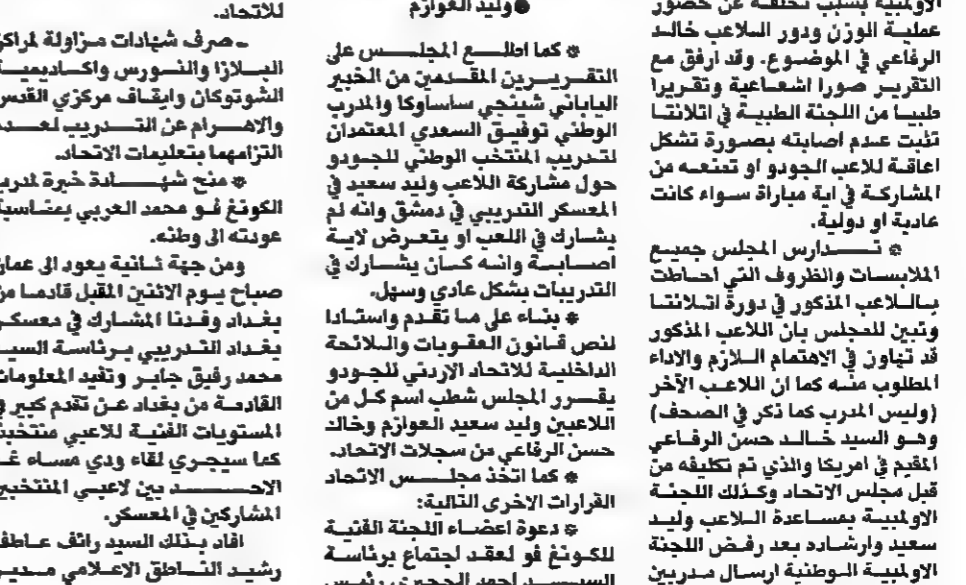 الاولمبية بسبب تخلفه عن حضور
عملية الوزن ودور اللاعب خالد
الرفاعي في الموضوع. وقد ارفق مع
التقرير صورا اشعاعية وتقريرا
طبيا من اللجنة الطبية في اتلانتا
تثبت عدم اصابته بصورة تشكل
اعاقة للاعب الجودو او تمنعه من
المشاركة في اية مباراة سواء كانت
عادية او دولية.
* تدارس المجلس جميع
الملابسات والظروف التي احاطت
باللاعب المذكور في دورة اتلانتا
وتبين للمجلس بان اللاعب المذكور
قد تهاون في الاهتمام اللازم والاداء
المطلوب منه كما ان اللاعب الآخر
(وليس المدرب كما ذكر في الصحف)
وهو السيد خالد حسن الرفاعي
المقيم في امريكا والذي تم تكليفه من
قبل مجلس الاتحاد وكذلك اللجنة
الاولمبية بمساعدة اللاعب وليد
سعيد وارشاده بعد رفض اللجنة
الاولمبية الوطنية ارسال مدربين
●وليد العوازم
* كما اطلع المجلس على
التقريرين المقدمين من الخبير
الياباني شينجي ساساوكا والمدرب
الوطني توفيق السعدي المعتمدان
لتدريب المنتخب الوطني للجودو
حول مشاركة اللاعب وليد سعيد في
المعسكر التدريبي في دمشق وانه لم
يشارك في اللعب او يتعرض لاية
اصابة وانه كان يشارك في
التدريبات بشكل عادي وسهل.
* بناء على ما تقدم واستنادا
لنص قانون العقوبات واللائحة
الداخلية للاتحاد الاردني للجودو
يقرر المجلس شطب اسم كل من
اللاعبين وليد سعيد العوازم وخالد
حسن الرفاعي من سجلات الاتحاد.
* كما اتخذ مجلس الاتحاد
القرارات الاخرى التالية:
* دعوة اعضاء اللجنة الفنية
للكونغ فو لعقد اجتماع برئاسة
السيد احمد الحجيري رئيس
للاتحاد.
ـ صرف شهادات مزاولة لمراكز
البلازا والنورس واكاديمية
الشوتوكان وايقاف مركزي القدس
والاهرام عن التدريب لعدم
التزامهما بتعليمات الاتحاد.
* منح شهادة خبرة لمدرب
الكونغ فو محمد الغربي بمناسبة
عودته الى وطنه.
ومن جهة ثانية يعود الى عمان
صباح يوم الاثنين المقبل قادما من
بغداد وفدنا المشارك في معسكر
بغداد التدريبي برئاسة السيد
محمد رفيق جابر وتفيد المعلومات
القادمة من بغداد عن تقدم كبير في
المستويات الفنية للاعبي منتخبنا
كما سيجري لقاء ودي مساء غد
الاحد بين لاعبي المنتخبين
المشاركين في المعسكر.
افاد بذلك السيد رائف عاطف
رشيد الناطق الاعلامي مدير